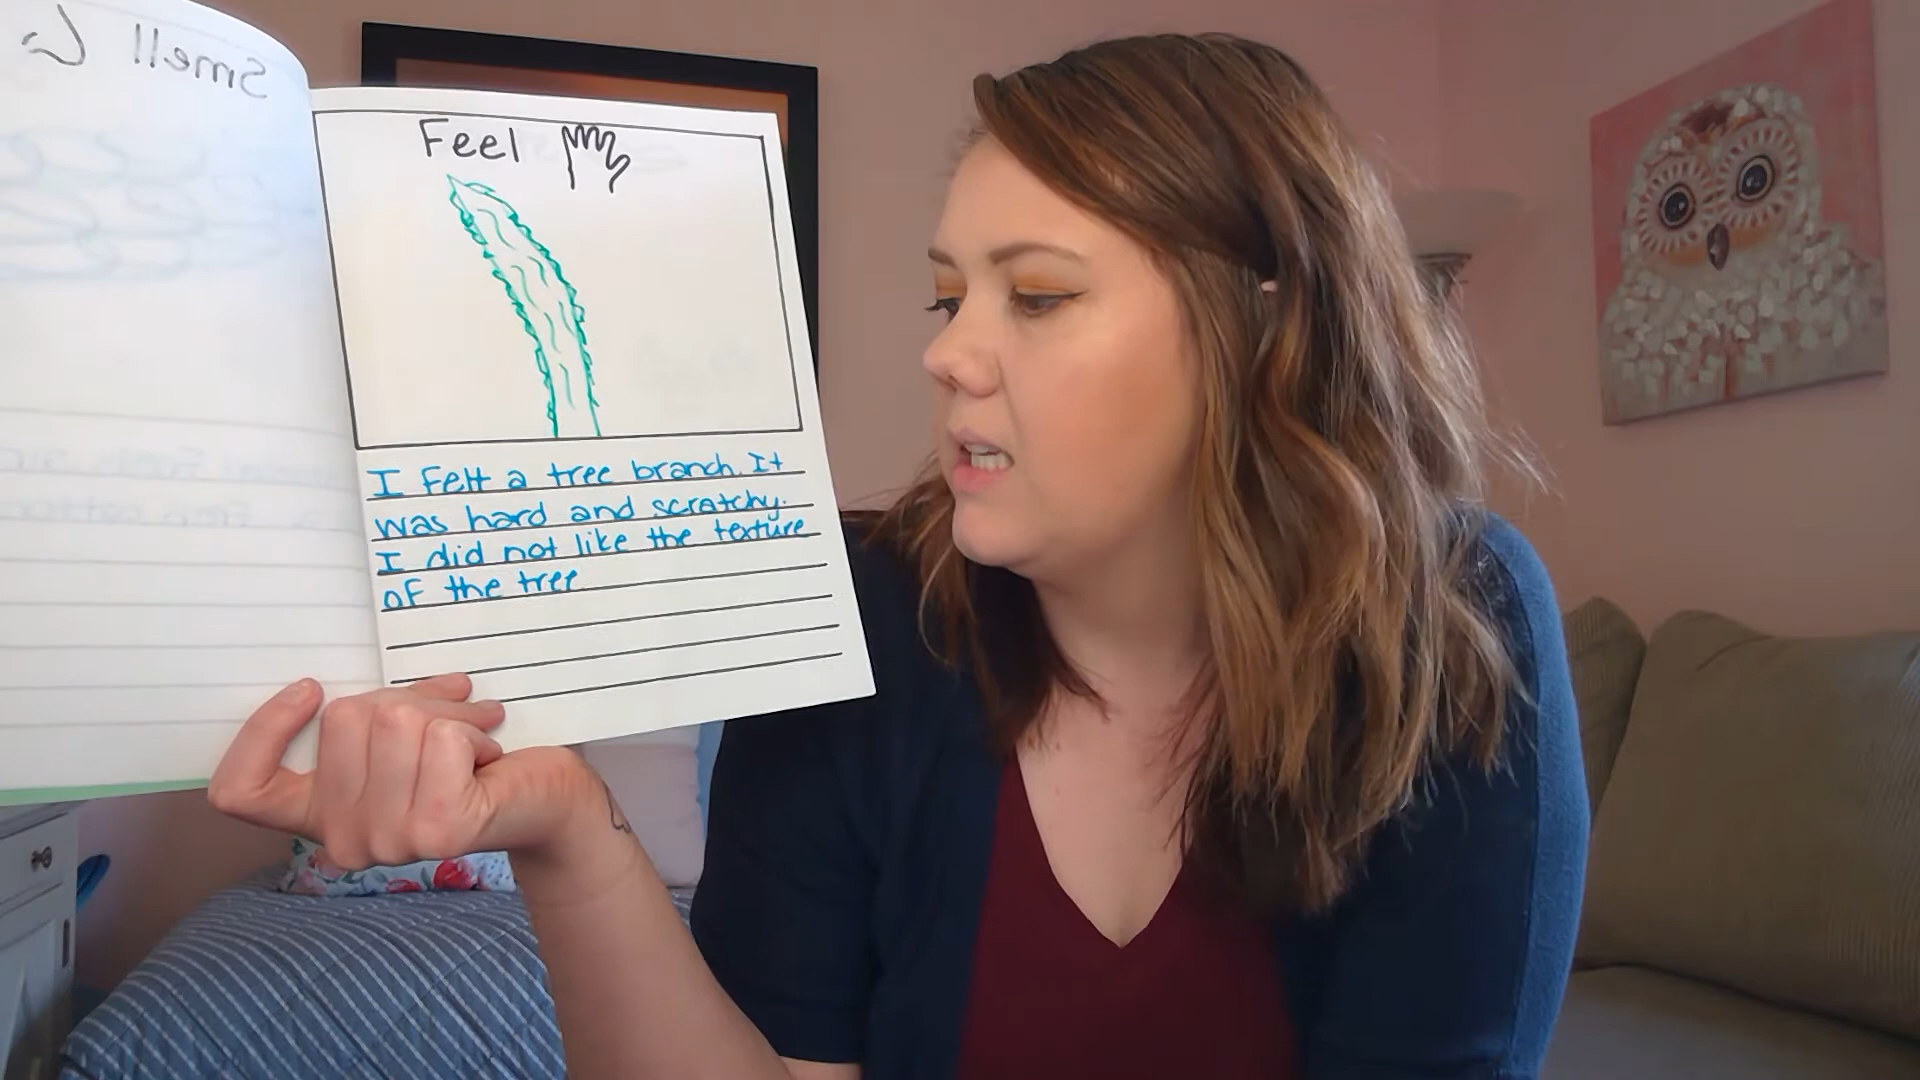 Smell
Feel
I felt a tree branch. It
was hard and scratchy.
I did not like the texture
of the tree